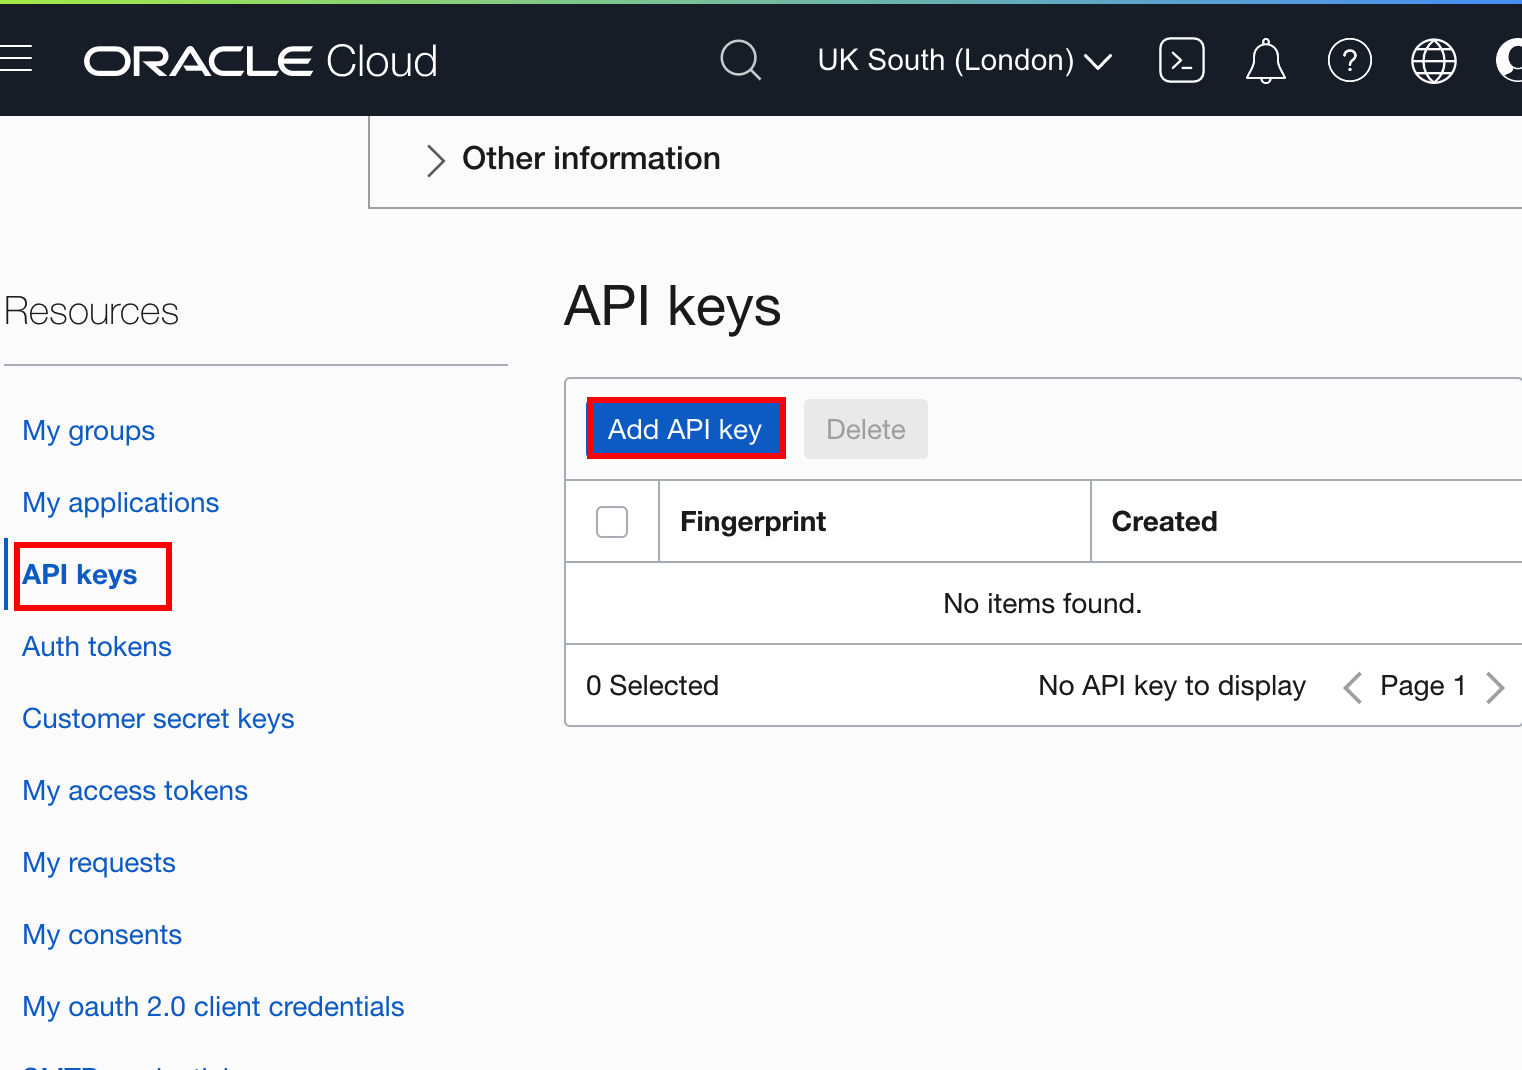 ORACLE Cloud
UK South (London)
Other information
Resources
My groups
My applications
API keys
Auth tokens
Customer secret keys
My access tokens
My requests
My consents
My oauth 2.0 client credentials
API keys
Add API key
Delete
Fingerprint
Created
No items found.
0 Selected
No API key to display
Page 1